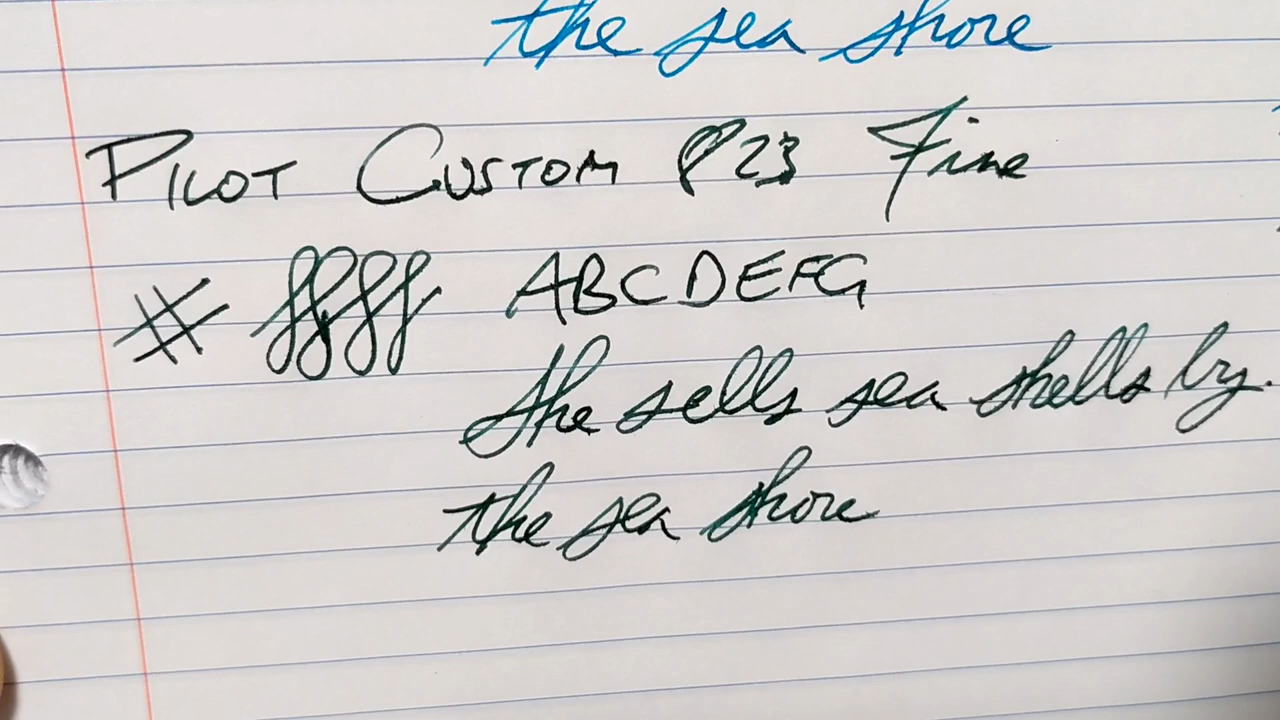 the sea shore
PILOT CUSTOM 823 Fine
# ffff ABCDEFG
She sells sea shells by.
the sea shore